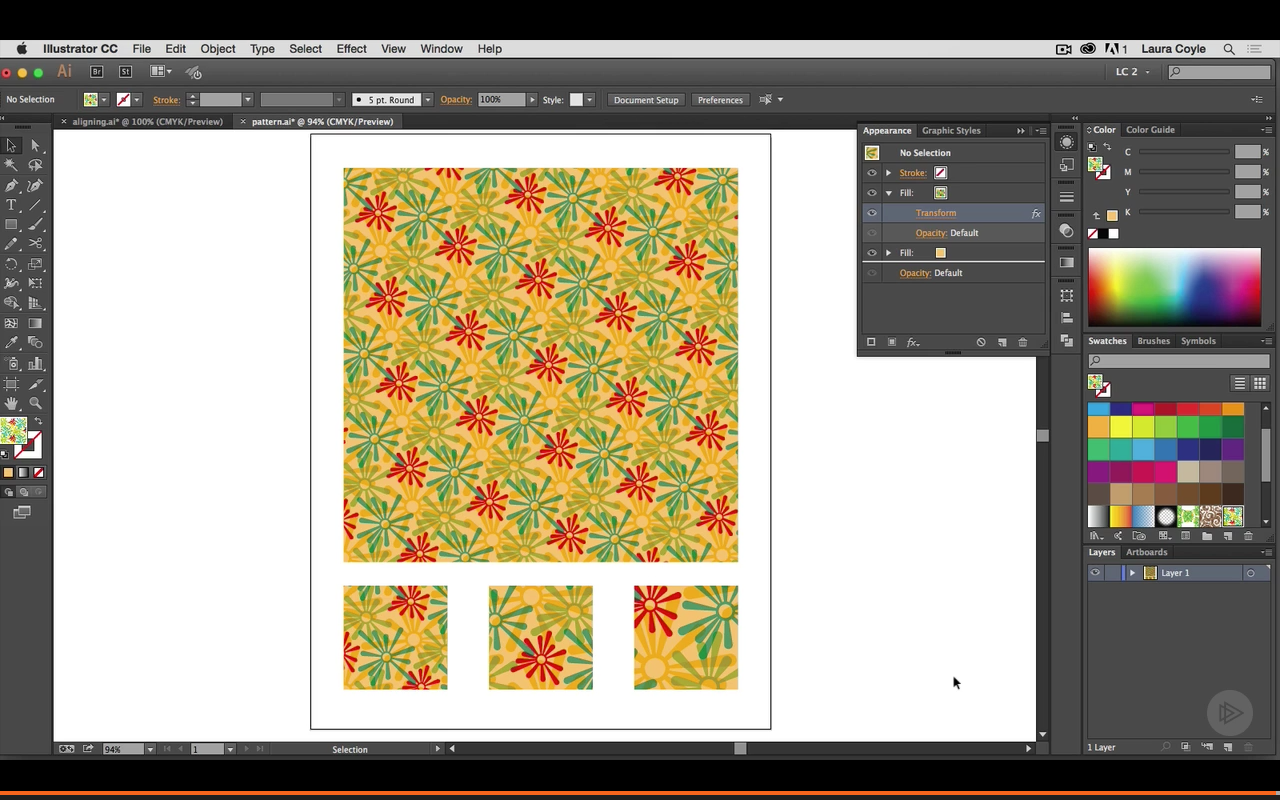 Illustrator CC File Edit Object Type Select Effect View Window Help 1 Laura Coyle
Ai Br St LC 2
No Selection Stroke: 5 pt. Round Opacity: 100% Style: Document Setup Preferences
× aligning.ai* @ 100% (CMYK/Preview) × pattern.ai* @ 94% (CMYK/Preview)
Appearance Graphic Styles
No Selection
Stroke:
Fill:
Transform fx
Opacity: Default
Fill:
Opacity: Default
fx
Color Color Guide
C %
M %
Y %
K %
Swatches Brushes Symbols
Layers Artboards
Layer 1
1 Layer
94% 1 Selection